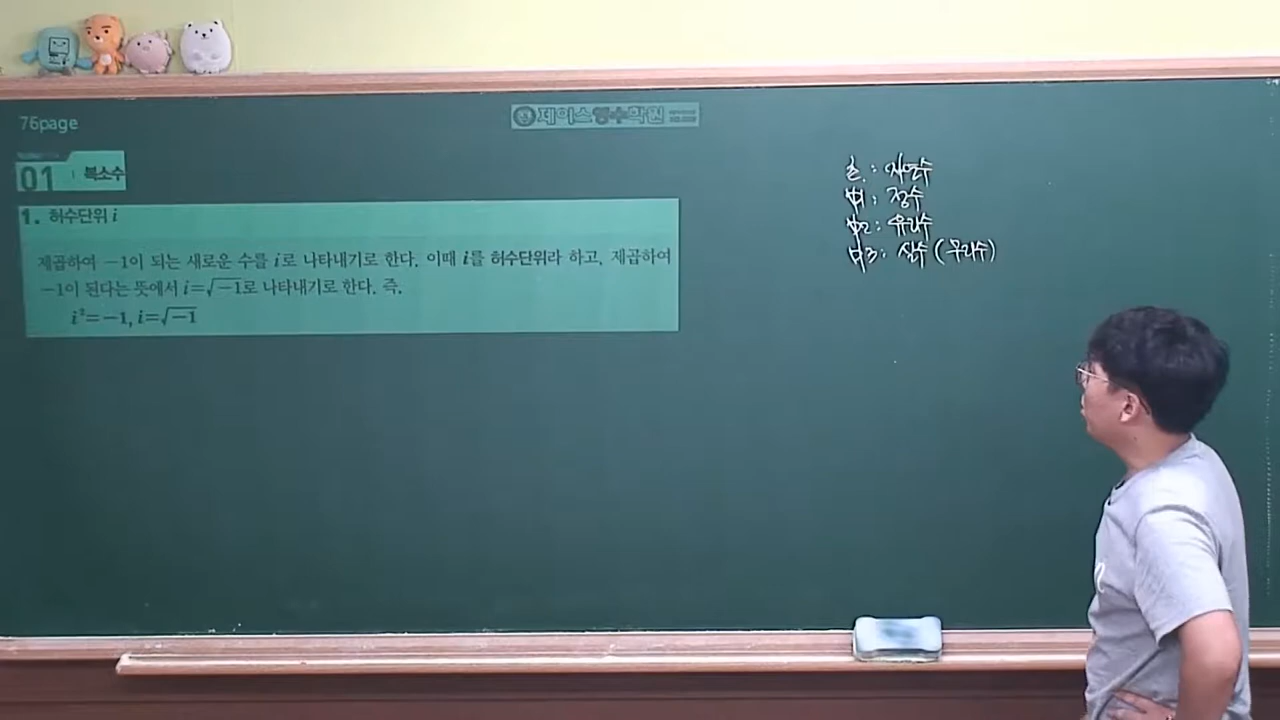 76page
제이스영수학원
01 복소수
1. 허수단위 i
제곱하여 −1이 되는 새로운 수를 i로 나타내기로 한다. 이때 i를 허수단위라 하고, 제곱하여
−1이 된다는 뜻에서 i=√−1로 나타내기로 한다. 즉,
i²=−1, i=√−1
초 : 자연수
중1 : 정수
중2 : 유리수
중3 : 실수 (무리수)